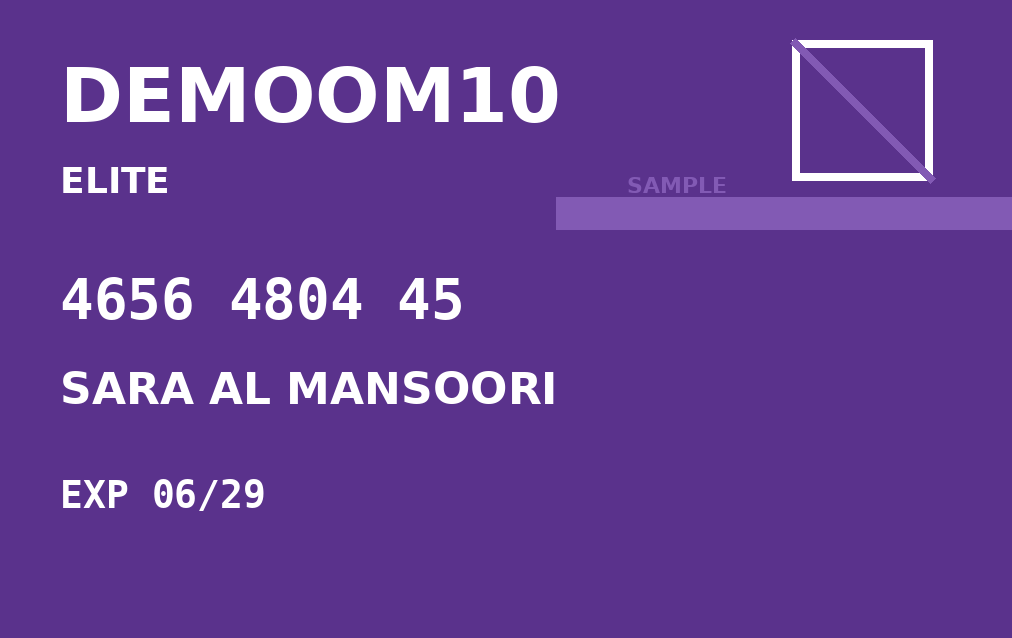 DEMOOM10
ELITE
SAMPLE
4656 4804 45
SARA AL MANSOORI
EXP 06/29